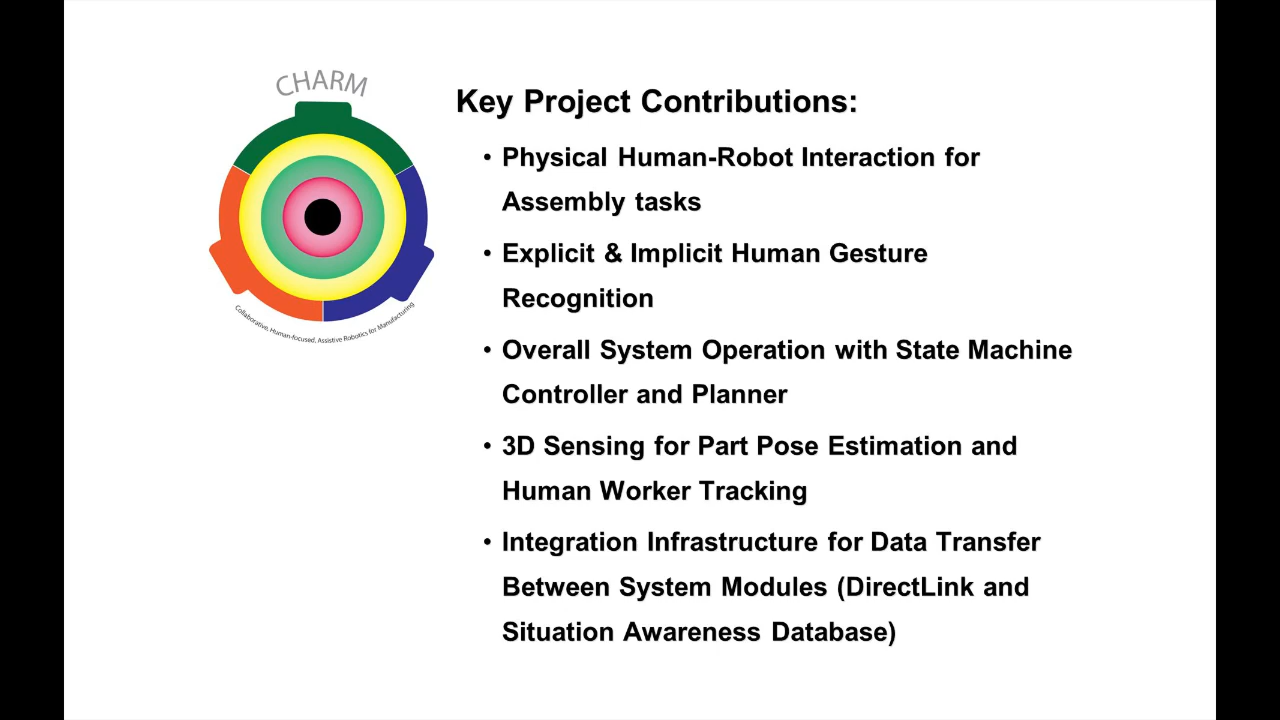 CHARM
Collaborative, Human-focused, Assistive Robotics for Manufacturing
Key Project Contributions:
• Physical Human-Robot Interaction for
Assembly tasks
• Explicit & Implicit Human Gesture
Recognition
• Overall System Operation with State Machine
Controller and Planner
• 3D Sensing for Part Pose Estimation and
Human Worker Tracking
• Integration Infrastructure for Data Transfer
Between System Modules (DirectLink and
Situation Awareness Database)